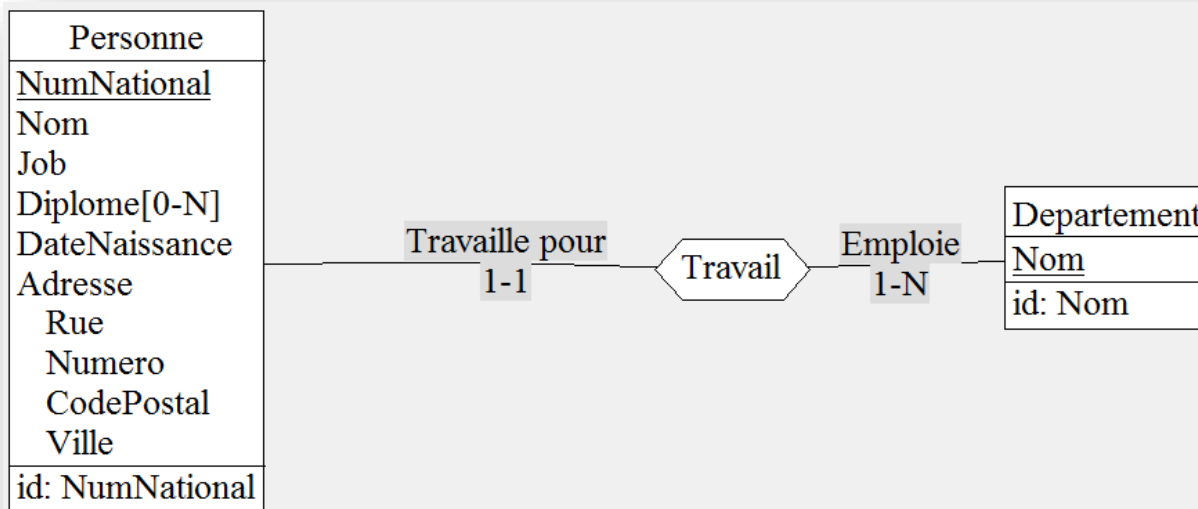 Personne
NumNational
Nom
Job
Diplome[0-N]
DateNaissance
Adresse
Rue
Numero
CodePostal
Ville
id: NumNational
Travaille pour
1-1
Travail
Emploie
1-N
Departement
Nom
id: Nom